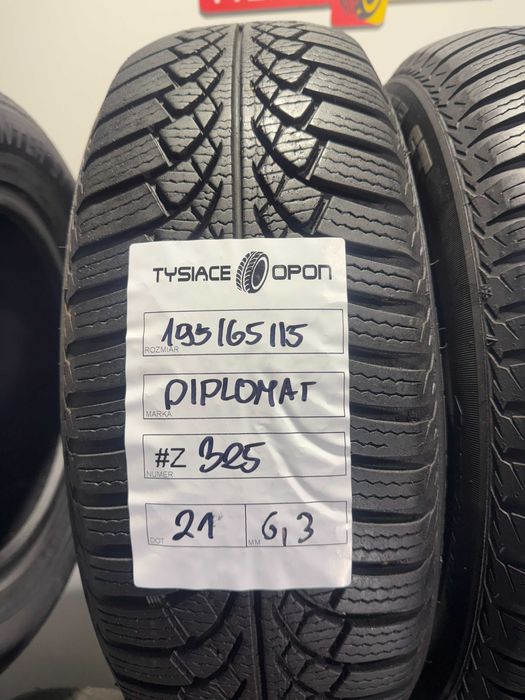 TYSIACE OPON
195/65/15
ROZMIAR
DIPLOMAT
MARKA
#Z 325
NUMER
21 6,3
DOT MM